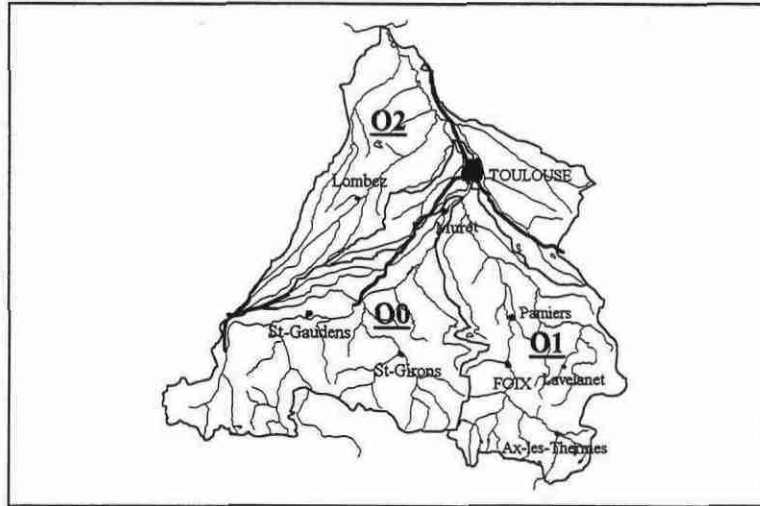 O2
TOULOUSE
Lombez
Muret
O0
St-Gaudens
Pamiers
O1
St-Girons
FOIX
Lavelanet
Ax-les-Thermes